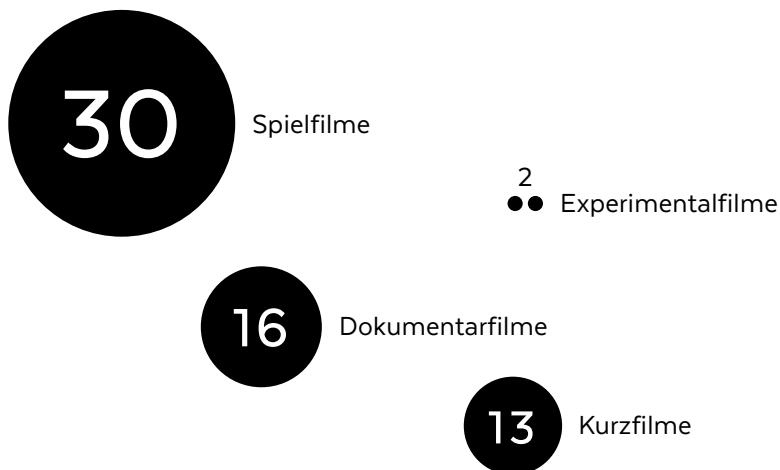 30 Spielfilme
2
Experimentalfilme
16 Dokumentarfilme
13 Kurzfilme